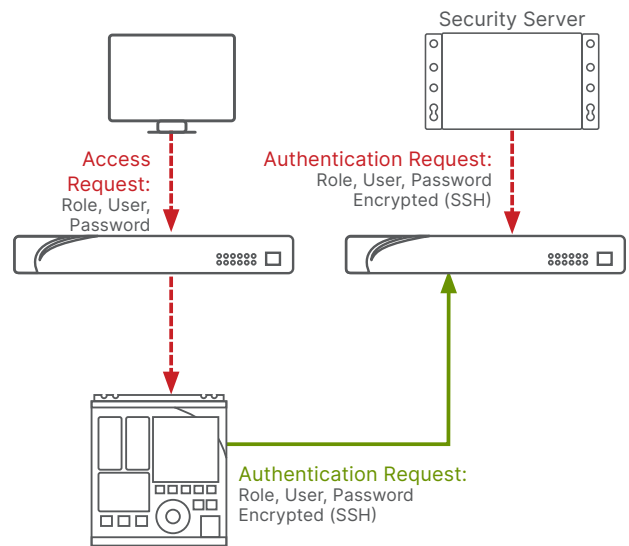 Security Server
Access
Request:
Role, User,
Password
Authentication Request:
Role, User, Password
Encrypted (SSH)
Authentication Request:
Role, User, Password
Encrypted (SSH)